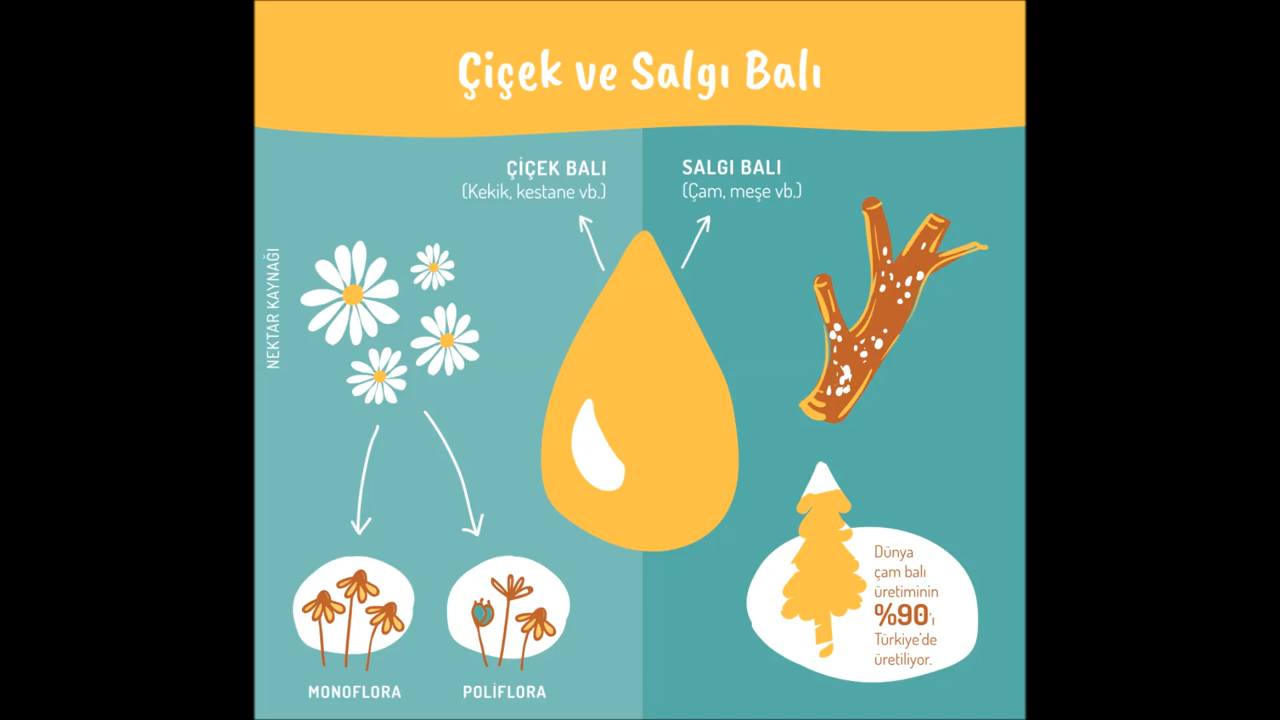 Çiçek ve Salgı Balı
ÇİÇEK BALI
(Kekik, kestane vb.)
SALGI BALI
(Çam, meşe vb.)
NEKTAR KAYNAĞI
MONOFLORA
POLİFLORA
Dünya
çam balı
üretiminin
%90'ı
Türkiye'de
üretiliyor.